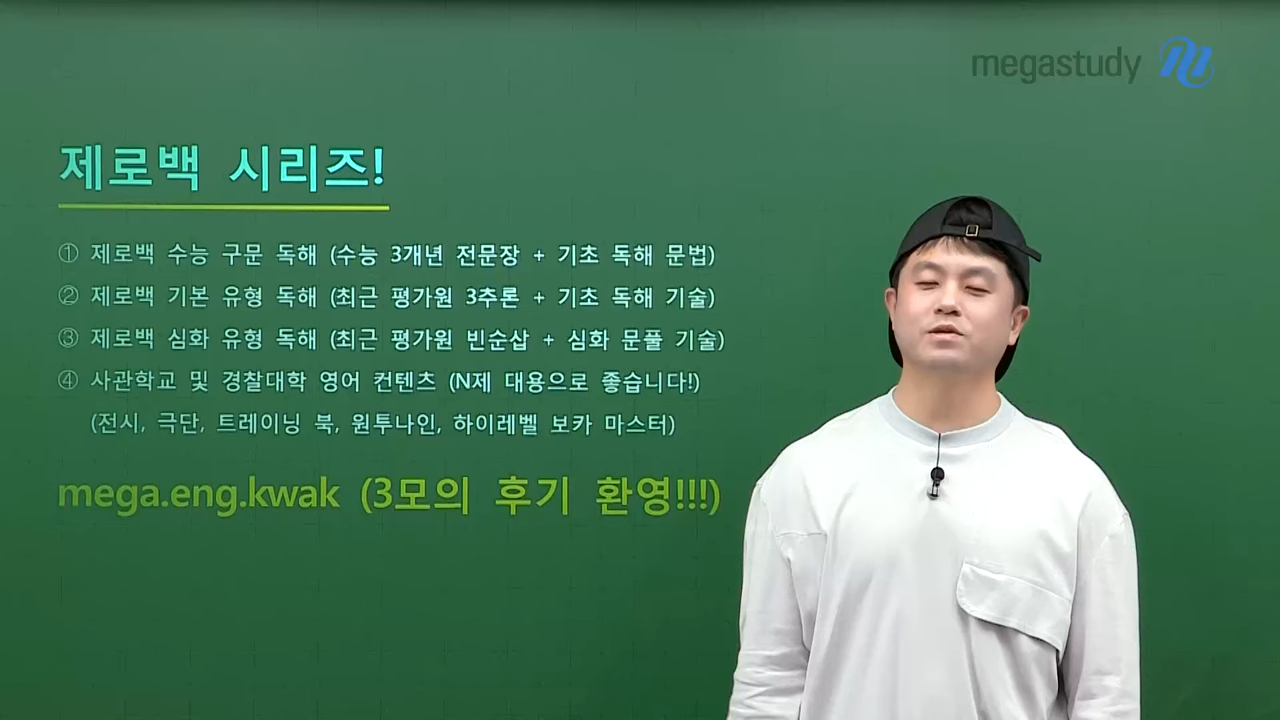 megastudy
제로백 시리즈!
① 제로백 수능 구문 독해 (수능 3개년 전문장 + 기초 독해 문법)
② 제로백 기본 유형 독해 (최근 평가원 3추론 + 기초 독해 기술)
③ 제로백 심화 유형 독해 (최근 평가원 빈순삽 + 심화 문풀 기술)
④ 사관학교 및 경찰대학 영어 컨텐츠 (N제 대용으로 좋습니다!)
(전시, 극단, 트레이닝 북, 원투나인, 하이레벨 보카 마스터)
mega.eng.kwak (3모의 후기 환영!!!)